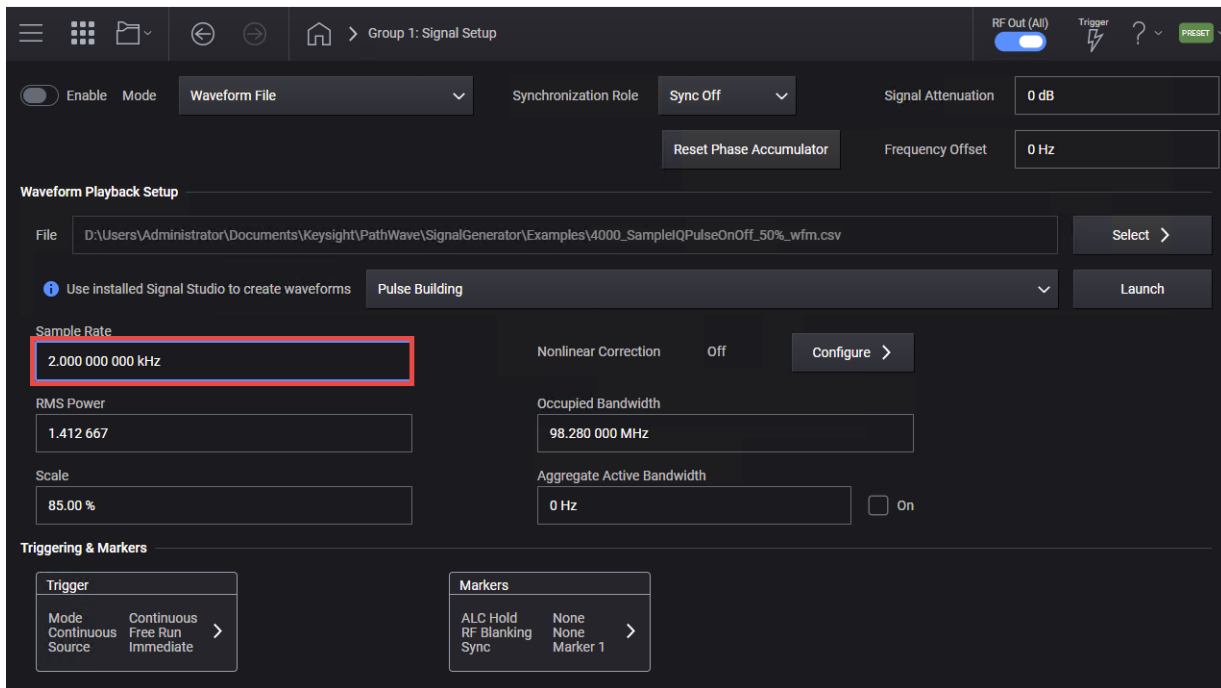 Group 1: Signal Setup
RF Out (All)
Trigger
PRESET
Enable Mode Waveform File Synchronization Role Sync Off Signal Attenuation 0 dB
Reset Phase Accumulator Frequency Offset 0 Hz
Waveform Playback Setup
File D:\Users\Administrator\Documents\Keysight\PathWave\SignalGenerator\Examples\4000_SampleIQPulseOnOff_50%_wfm.csv Select
Use installed Signal Studio to create waveforms Pulse Building Launch
Sample Rate
2.000 000 000 kHz
Nonlinear Correction Off Configure
RMS Power
1.412 667
Occupied Bandwidth
98.280 000 MHz
Scale
85.00 %
Aggregate Active Bandwidth
0 Hz On
Triggering & Markers
Trigger
Mode Continuous
Continuous Free Run
Source Immediate
Markers
ALC Hold None
RF Blanking None
Sync Marker 1